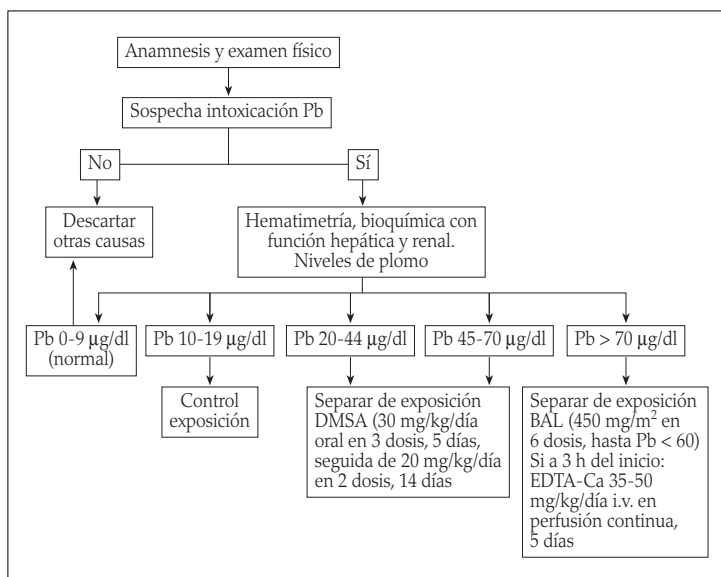 Anamnesis y examen físico
Sospecha intoxicación Pb
No
Sí
Descartar
otras causas
Hematimetría, bioquímica con
función hepática y renal.
Niveles de plomo
Pb 0-9 µg/dl
(normal)
Pb 10-19 µg/dl
Pb 20-44 µg/dl
Pb 45-70 µg/dl
Pb > 70 µg/dl
Control
exposición
Separar de exposición
DMSA (30 mg/kg/día
oral en 3 dosis, 5 días,
seguida de 20 mg/kg/día
en 2 dosis, 14 días
Separar de exposición
BAL (450 mg/m² en
6 dosis, hasta Pb < 60)
Si a 3 h del inicio:
EDTA-Ca 35-50
mg/kg/día i.v. en
perfusión continua,
5 días